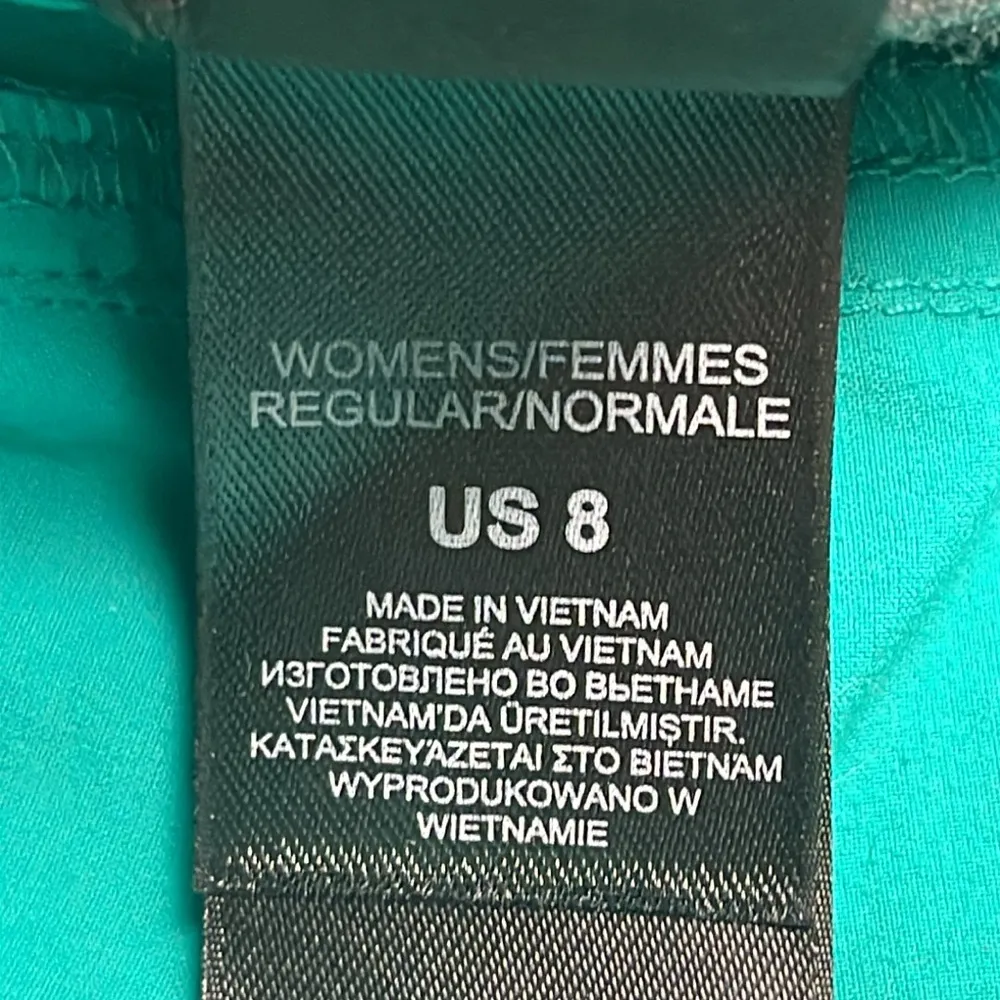 WOMENS/FEMMES
REGULAR/NORMALE
US 8
MADE IN VIETNAM
FABRIQUÉ AU VIETNAM
ИЗГОТОВЛЕНО ВО ВЬЕТНАМЕ
VIETNAM'DA ÜRETILMIŞTIR.
ΚΑΤΑΣΚΕΥΆΖΕΤΑΙ ΣΤΟ ΒΙΕΤΝΆΜ
WYPRODUKOWANO W
WIETNAMIE